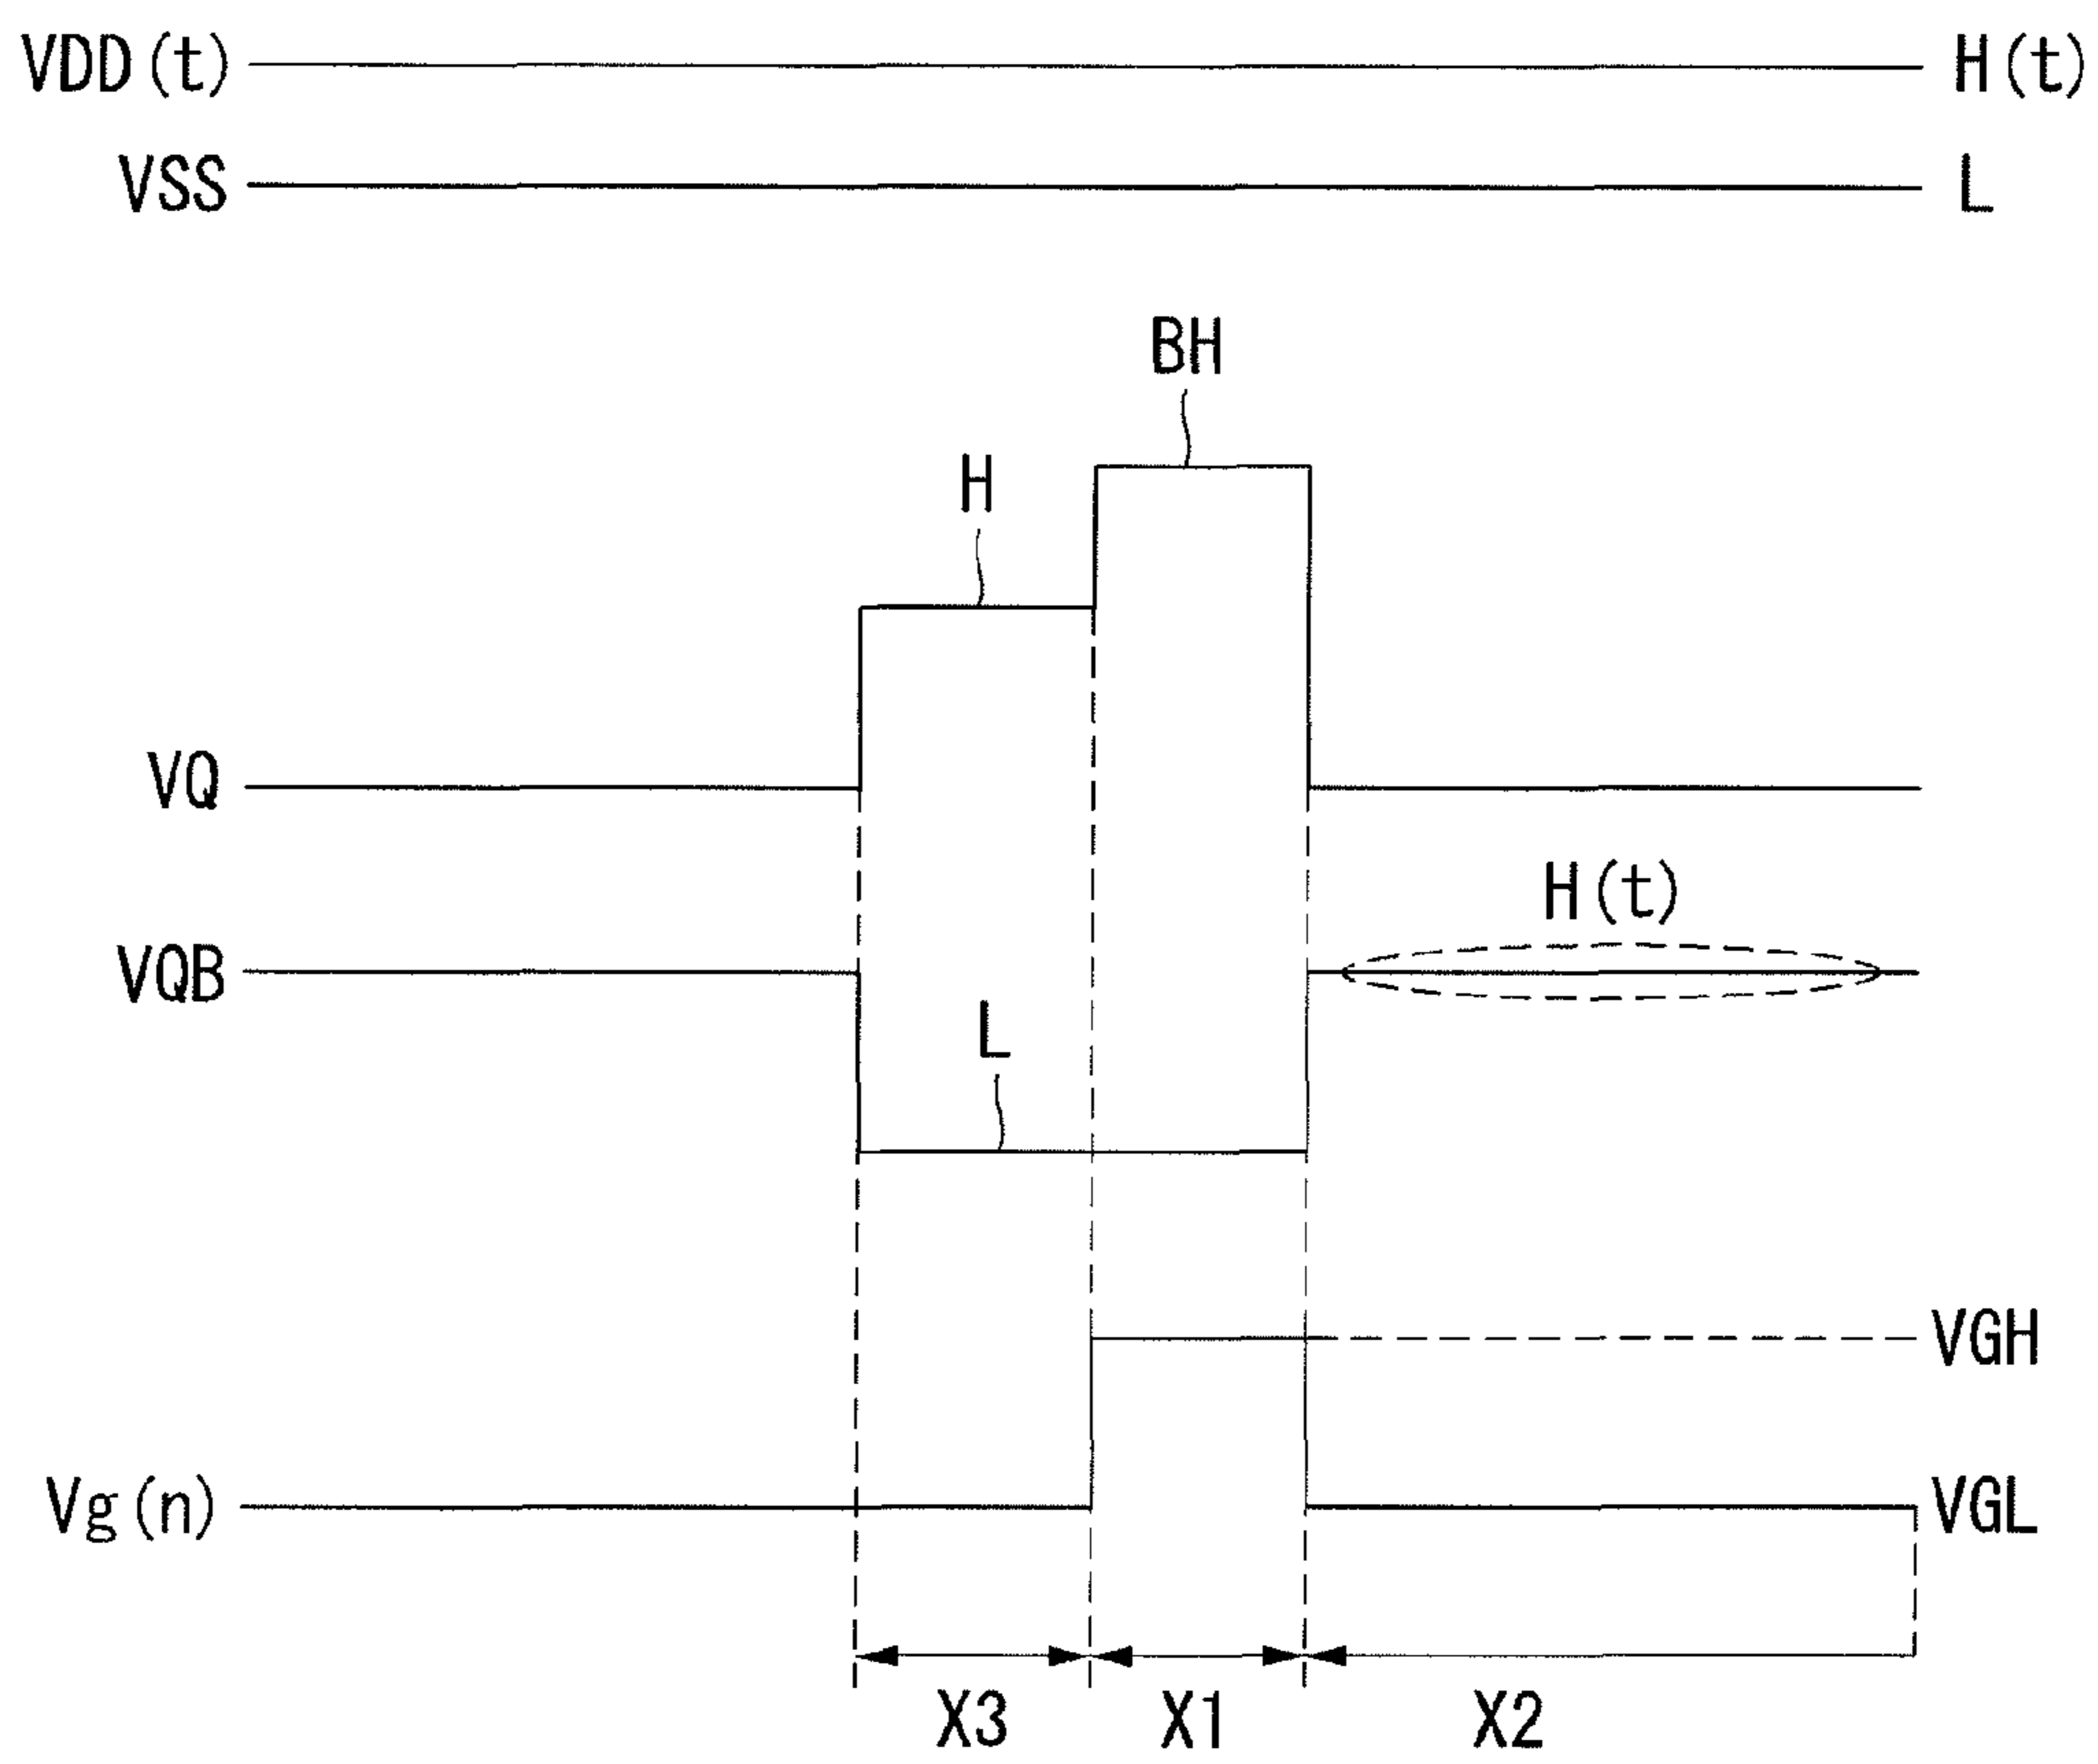 VDD(t)
H(t)
VSS
L
BH
H
VQ
H(t)
VQB
L
VGH
Vg(n)
VGL
X3
X1
X2